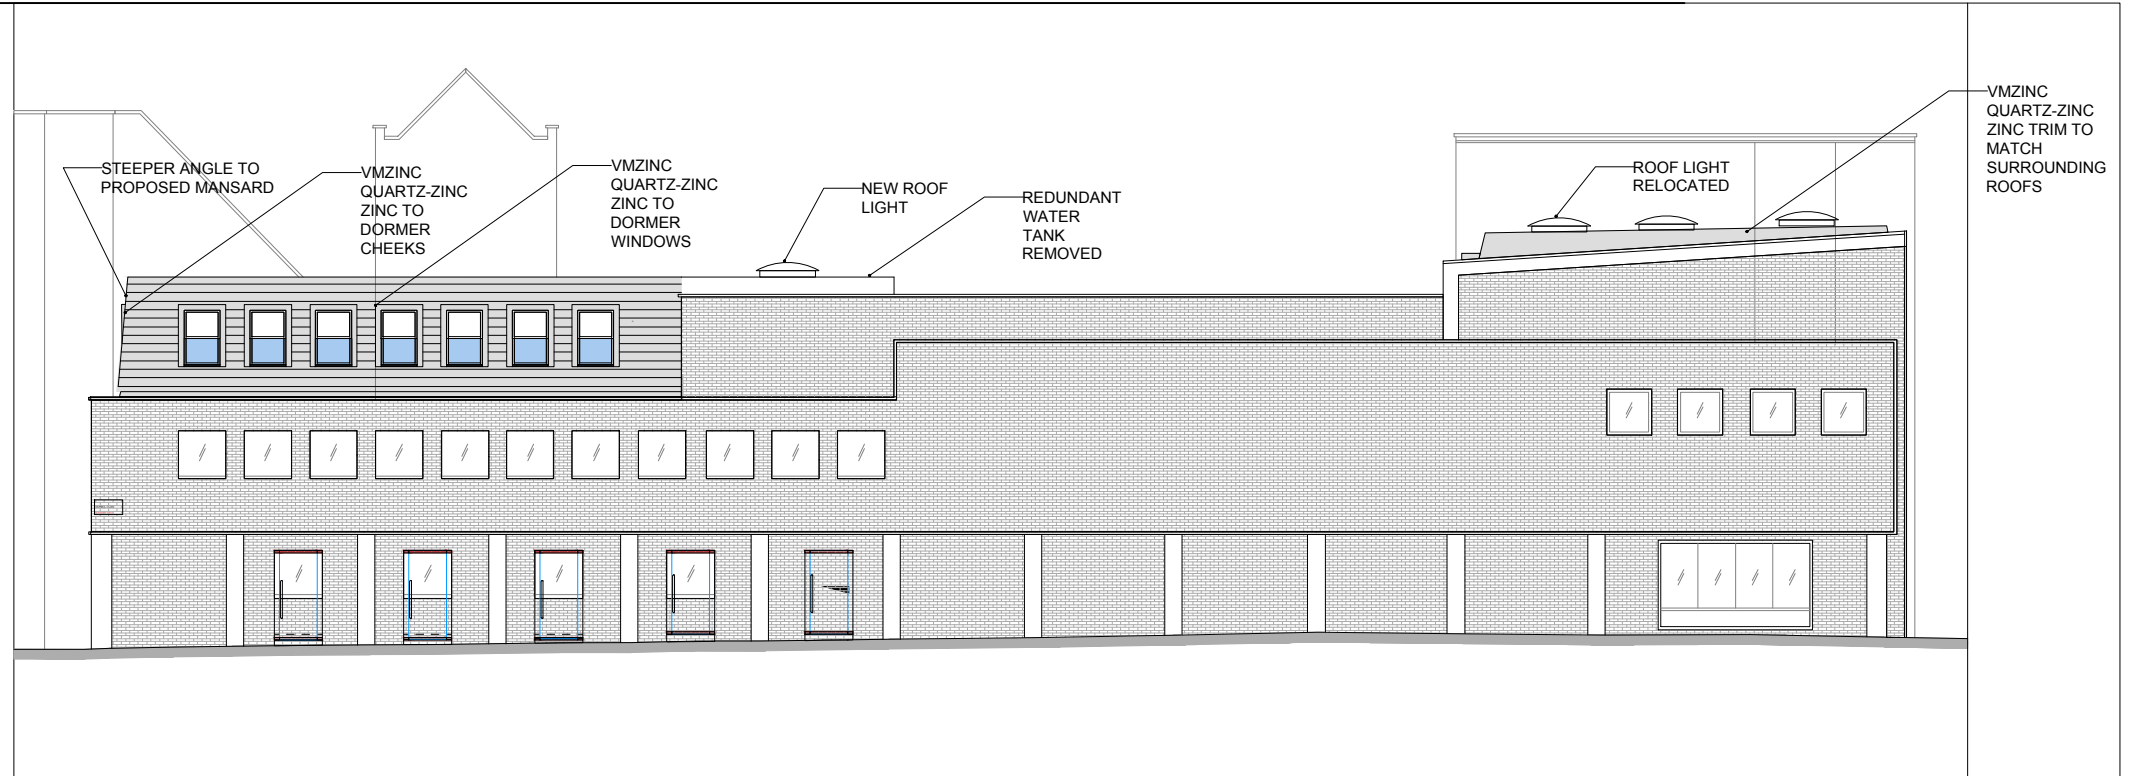 STEEPER ANGLE TO
PROPOSED MANSARD
VMZINC
QUARTZ-ZINC
ZINC TO
DORMER
CHEEKS
VMZINC
QUARTZ-ZINC
ZINC TO
DORMER
WINDOWS
NEW ROOF
LIGHT
REDUNDANT
WATER
TANK
REMOVED
ROOF LIGHT
RELOCATED
VMZINC
QUARTZ-ZINC
ZINC TRIM TO
MATCH
SURROUNDING
ROOFS